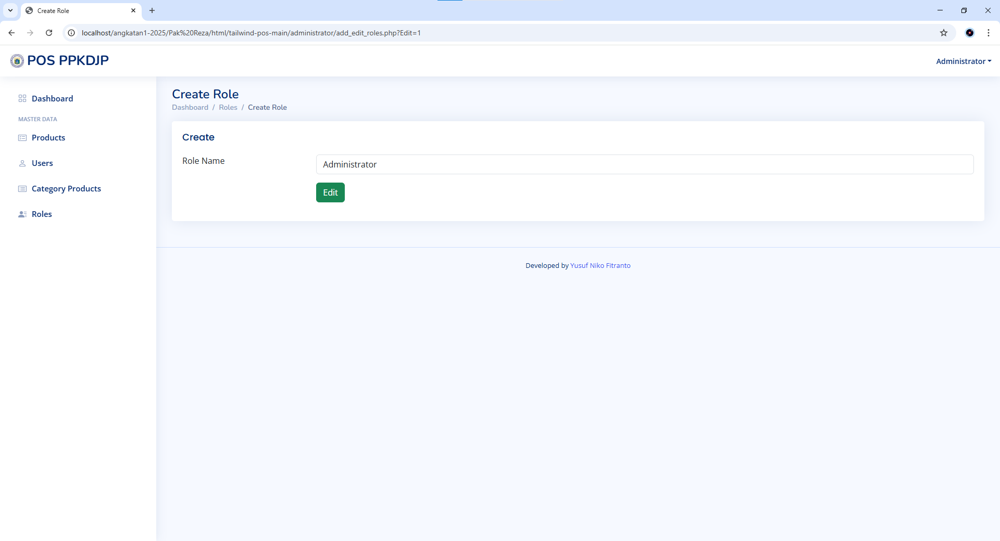 Create Role
localhost/angkatan1-2025/Pak%20Reza/html/tailwind-pos-main/administrator/add_edit_roles.php?Edit=1
POS PPKDJP
Administrator
Dashboard
MASTER DATA
Products
Users
Category Products
Roles
Create Role
Dashboard / Roles / Create Role
Create
Role Name
Administrator
Edit
Developed by Yusuf Niko Fitranto